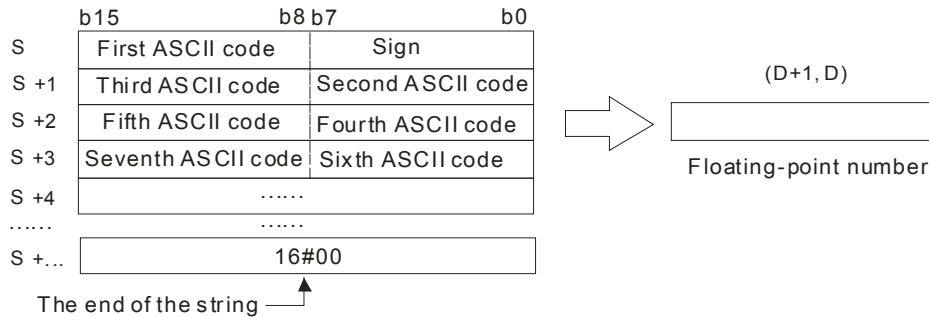 b15 b8 b7 b0
S First ASCII code Sign
S +1 Third ASCII code Second ASCII code
(D+1, D)
S +2 Fifth ASCII code Fourth ASCII code
S +3 Seventh ASCII code Sixth ASCII code
Floating-point number
S +4 ......
...... ......
S +... 16#00
The end of the string